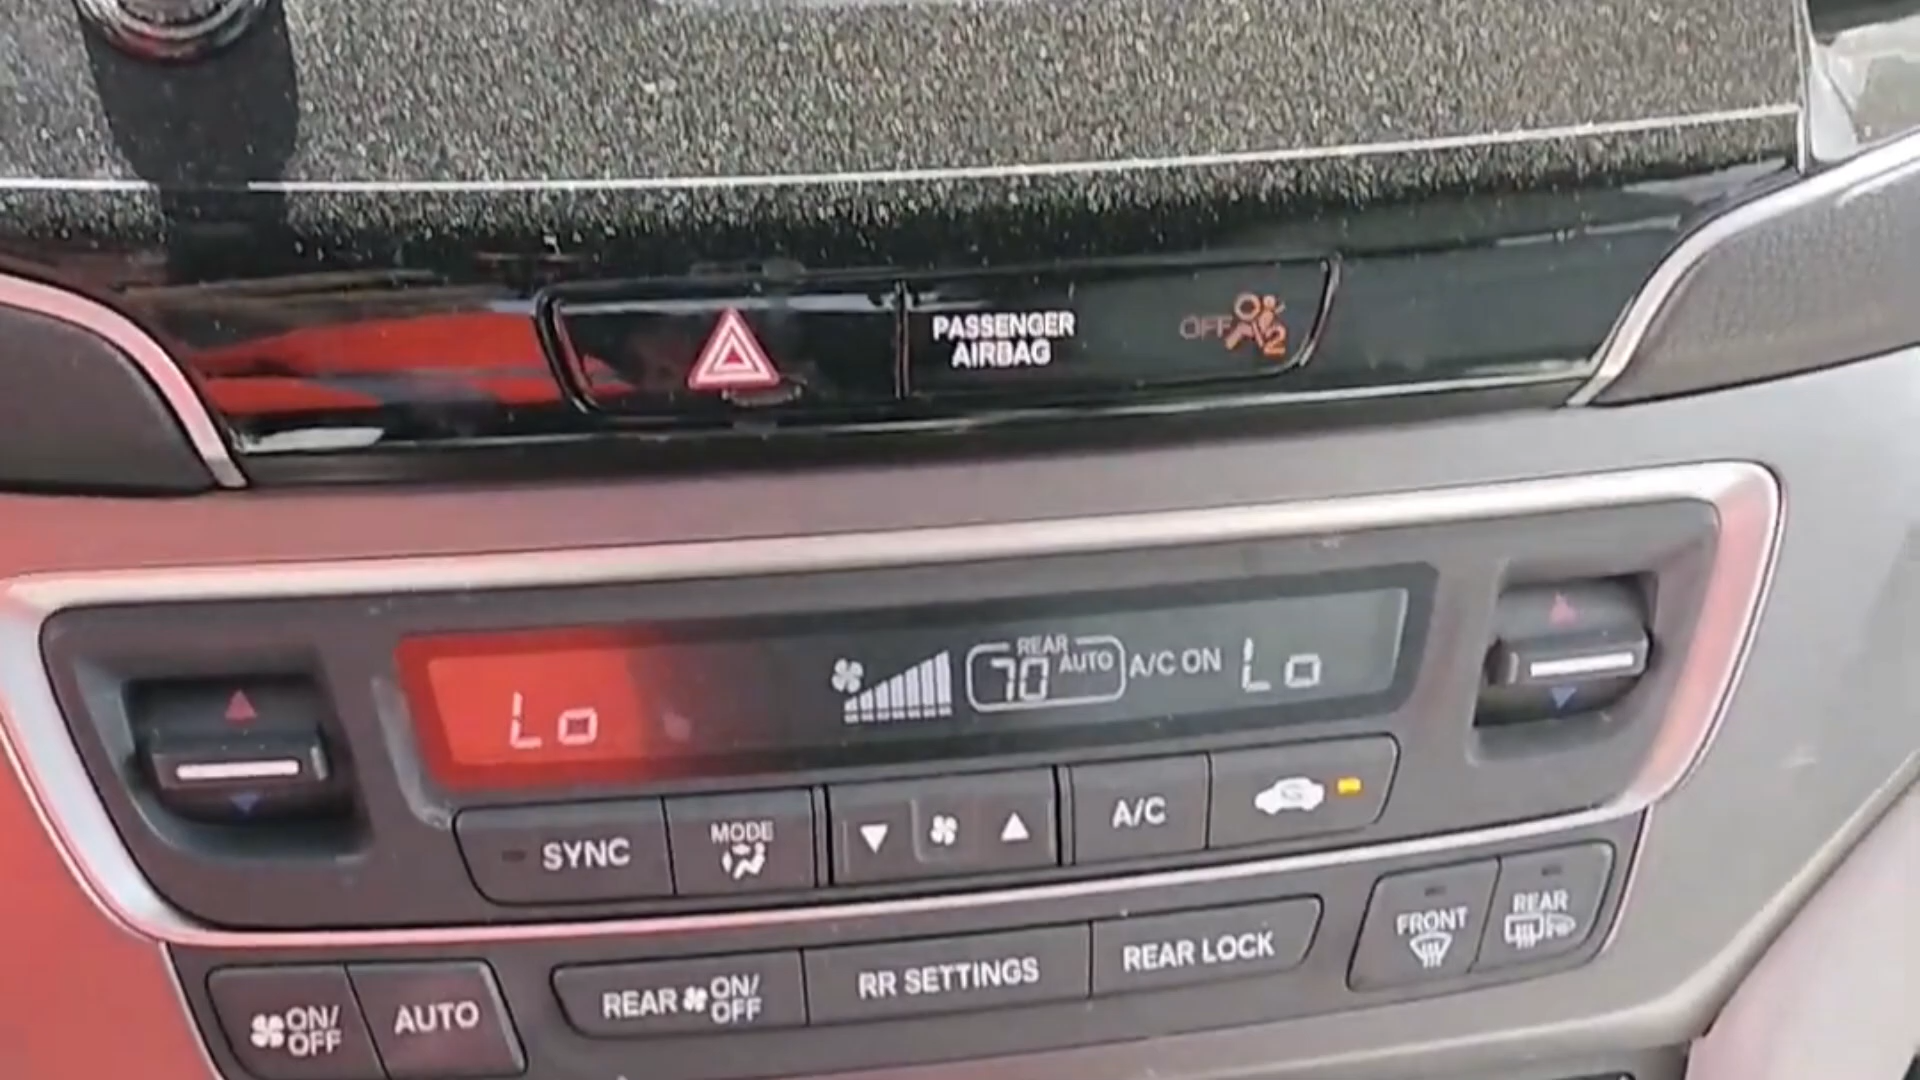 PASSENGER
AIRBAG
OFF
2
Lo
REAR
70
AUTO
A/C ON
Lo
SYNC
MODE
A/C
ON/
OFF
AUTO
REAR
ON/
OFF
RR SETTINGS
REAR LOCK
FRONT
REAR